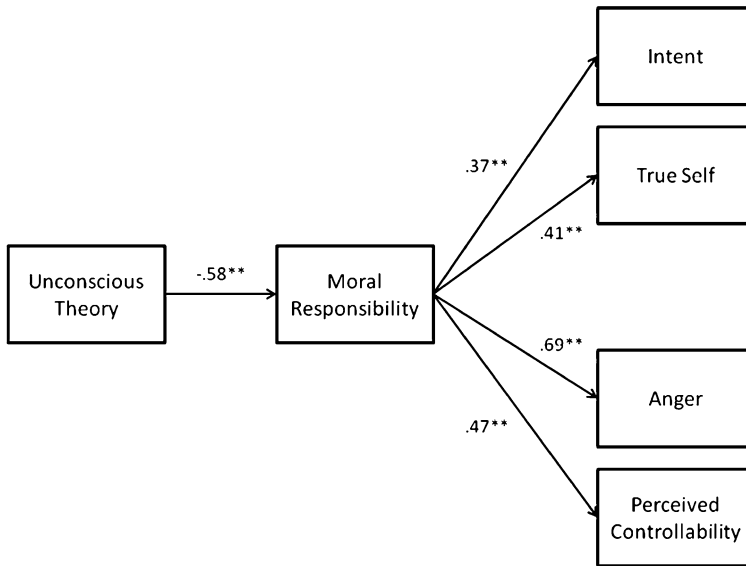 Intent
.37**
True Self
.41**
-.58**
Unconscious
Theory
Moral
Responsibility
.69**
Anger
.47**
Perceived
Controllability